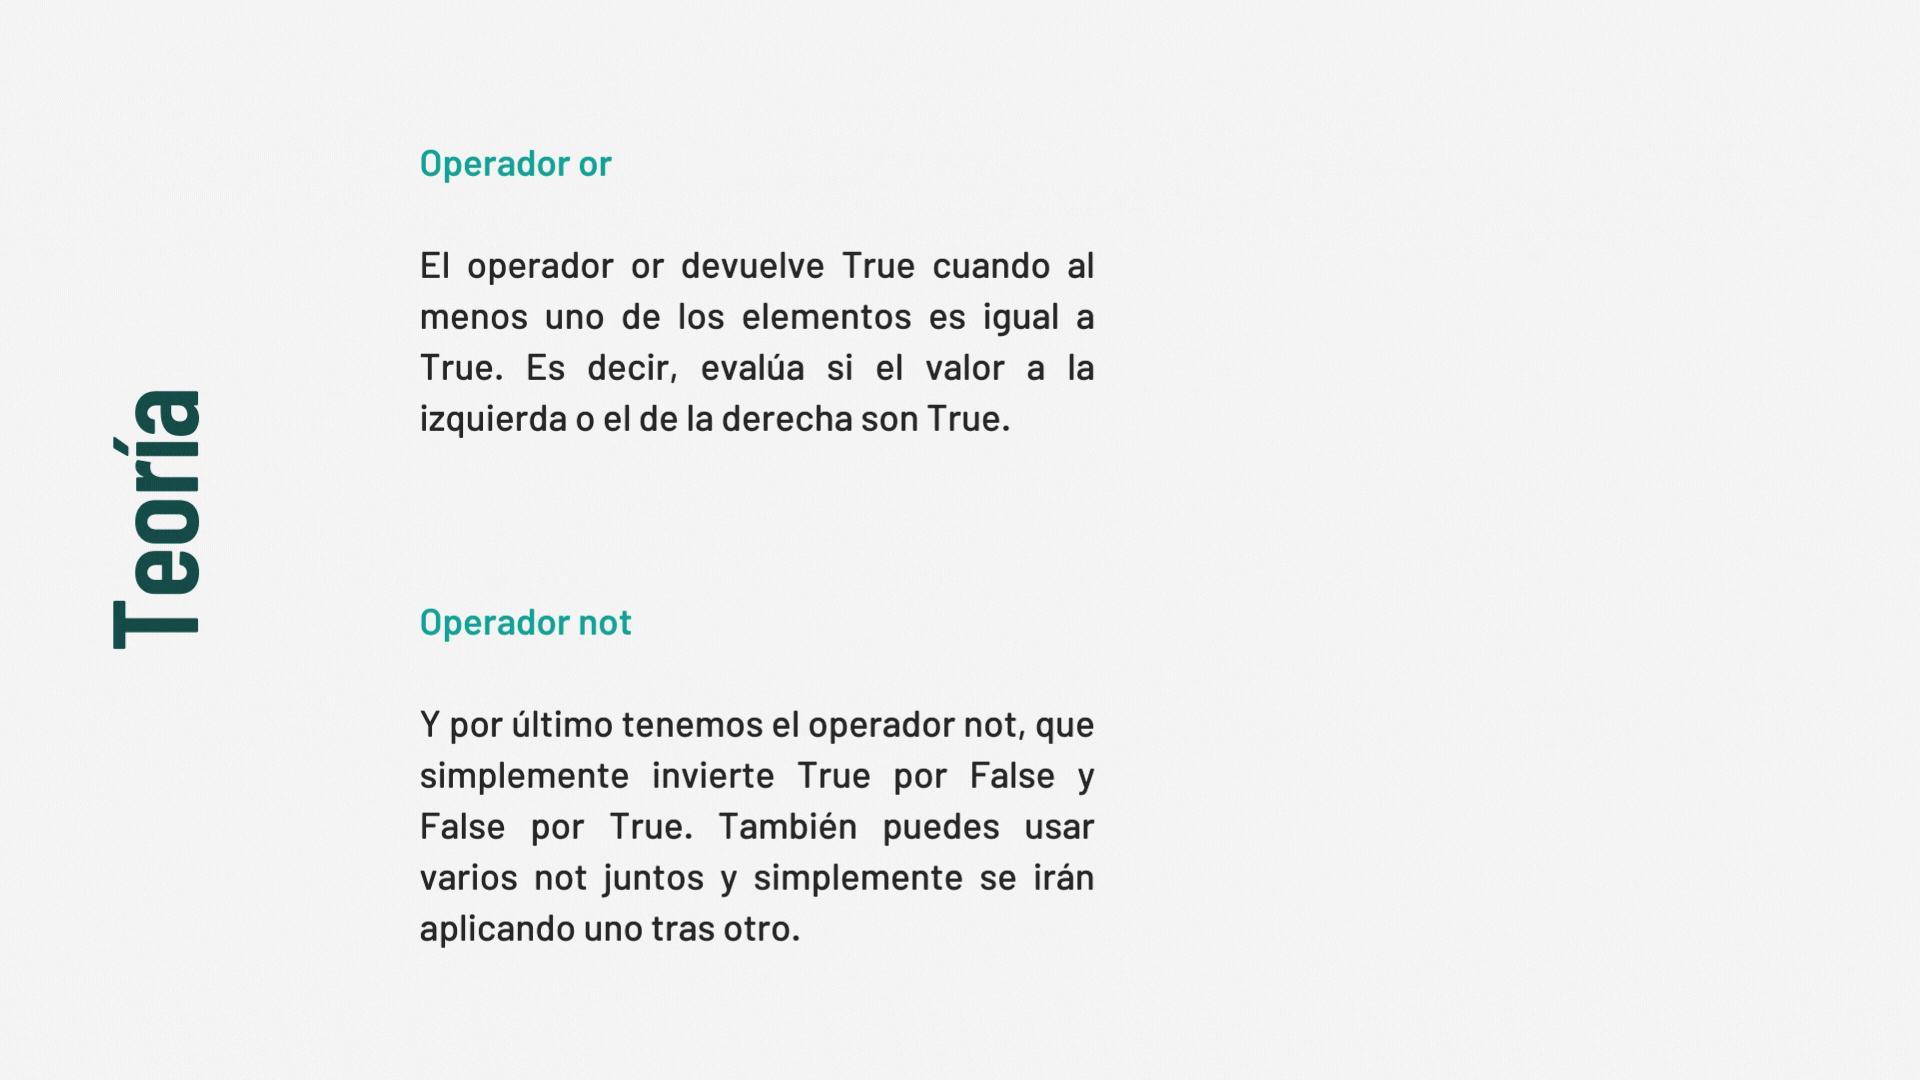 Teoría
Operador or
El operador or devuelve True cuando al
menos uno de los elementos es igual a
True. Es decir, evalúa si el valor a la
izquierda o el de la derecha son True.
Operador not
Y por último tenemos el operador not, que
simplemente invierte True por False y
False por True. También puedes usar
varios not juntos y simplemente se irán
aplicando uno tras otro.